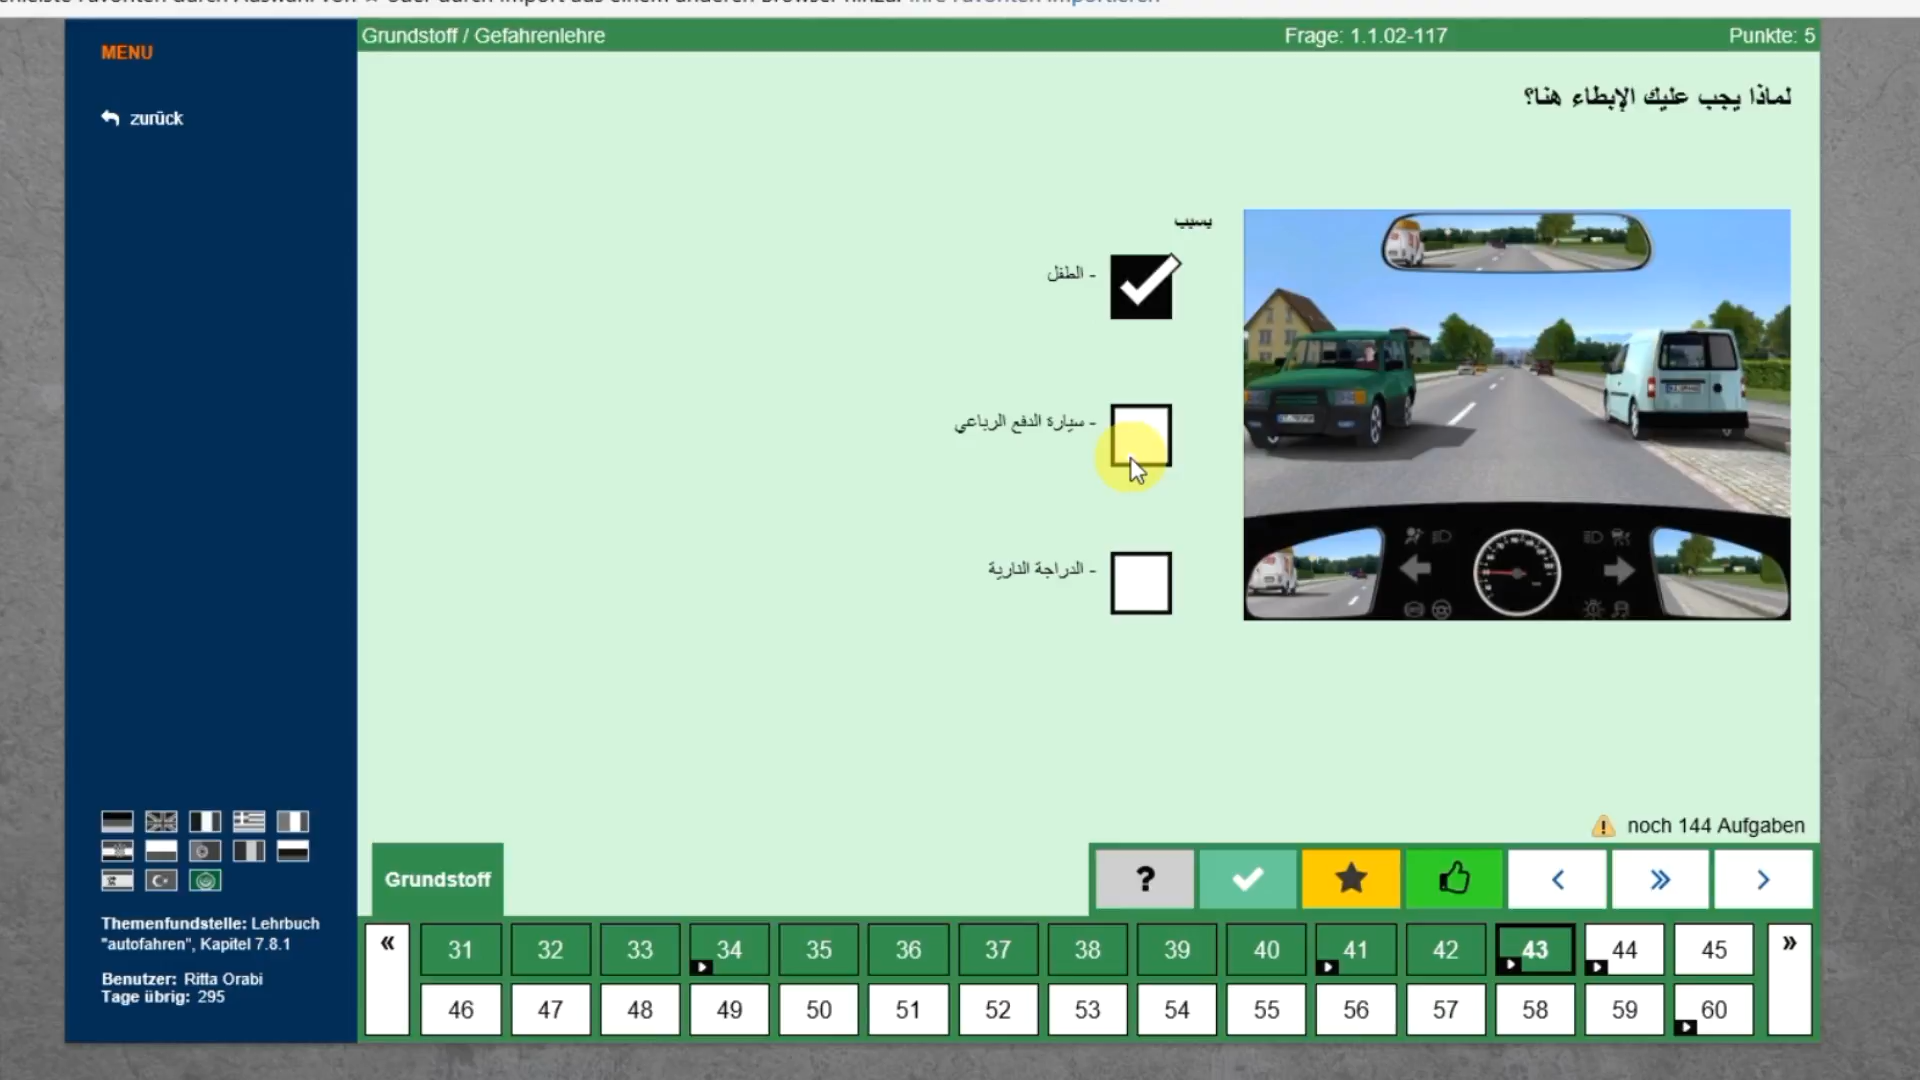 Ihre Favoriten importieren
MENU
zurück
Grundstoff / Gefahrenlehre
Frage: 1.1.02-117
Punkte: 5
لماذا يجب عليك الإبطاء هنا؟
بسبب
- الطفل
- سيارة الدفع الرباعي
- الدراجة النارية
noch 144 Aufgaben
Grundstoff
?
« 31 32 33 34 35 36 37 38 39 40 41 42 43 44 45 »
46 47 48 49 50 51 52 53 54 55 56 57 58 59 60
Themenfundstelle: Lehrbuch
"autofahren", Kapitel 7.8.1
Benutzer: Ritta Orabi
Tage übrig: 295